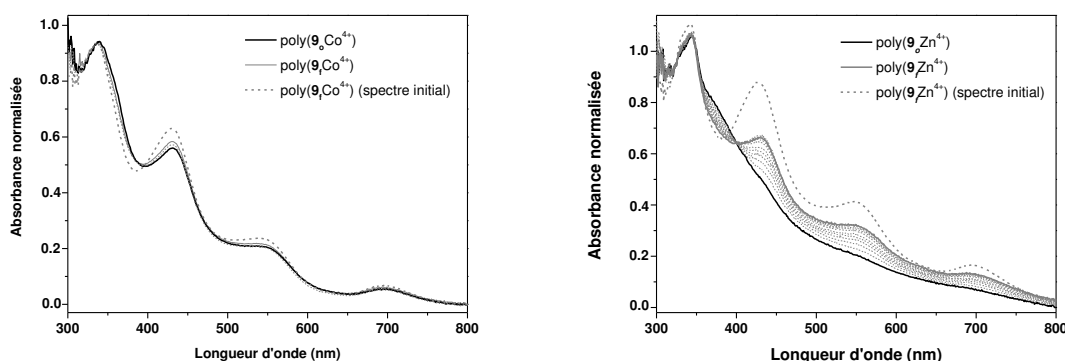 Absorbance normalisée
1.0
0.8
0.6
0.4
0.2
0.0
300 400 500 600 700 800
Longueur d'onde (nm)
poly(9oCo4+)
poly(9fCo4+)
poly(9fCo4+) (spectre initial)
Absorbance normalisée
1.0
0.8
0.6
0.4
0.2
0.0
300 400 500 600 700 800
Longueur d'onde (nm)
poly(9oZn4+)
poly(9fZn4+)
poly(9fZn4+) (spectre initial)